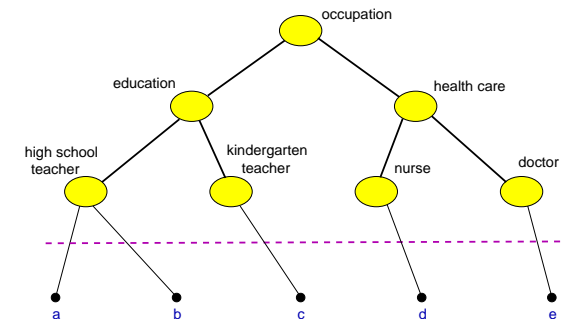 occupation
education
health care
high school
teacher
kindergarten
teacher
nurse
doctor
a
b
c
d
e